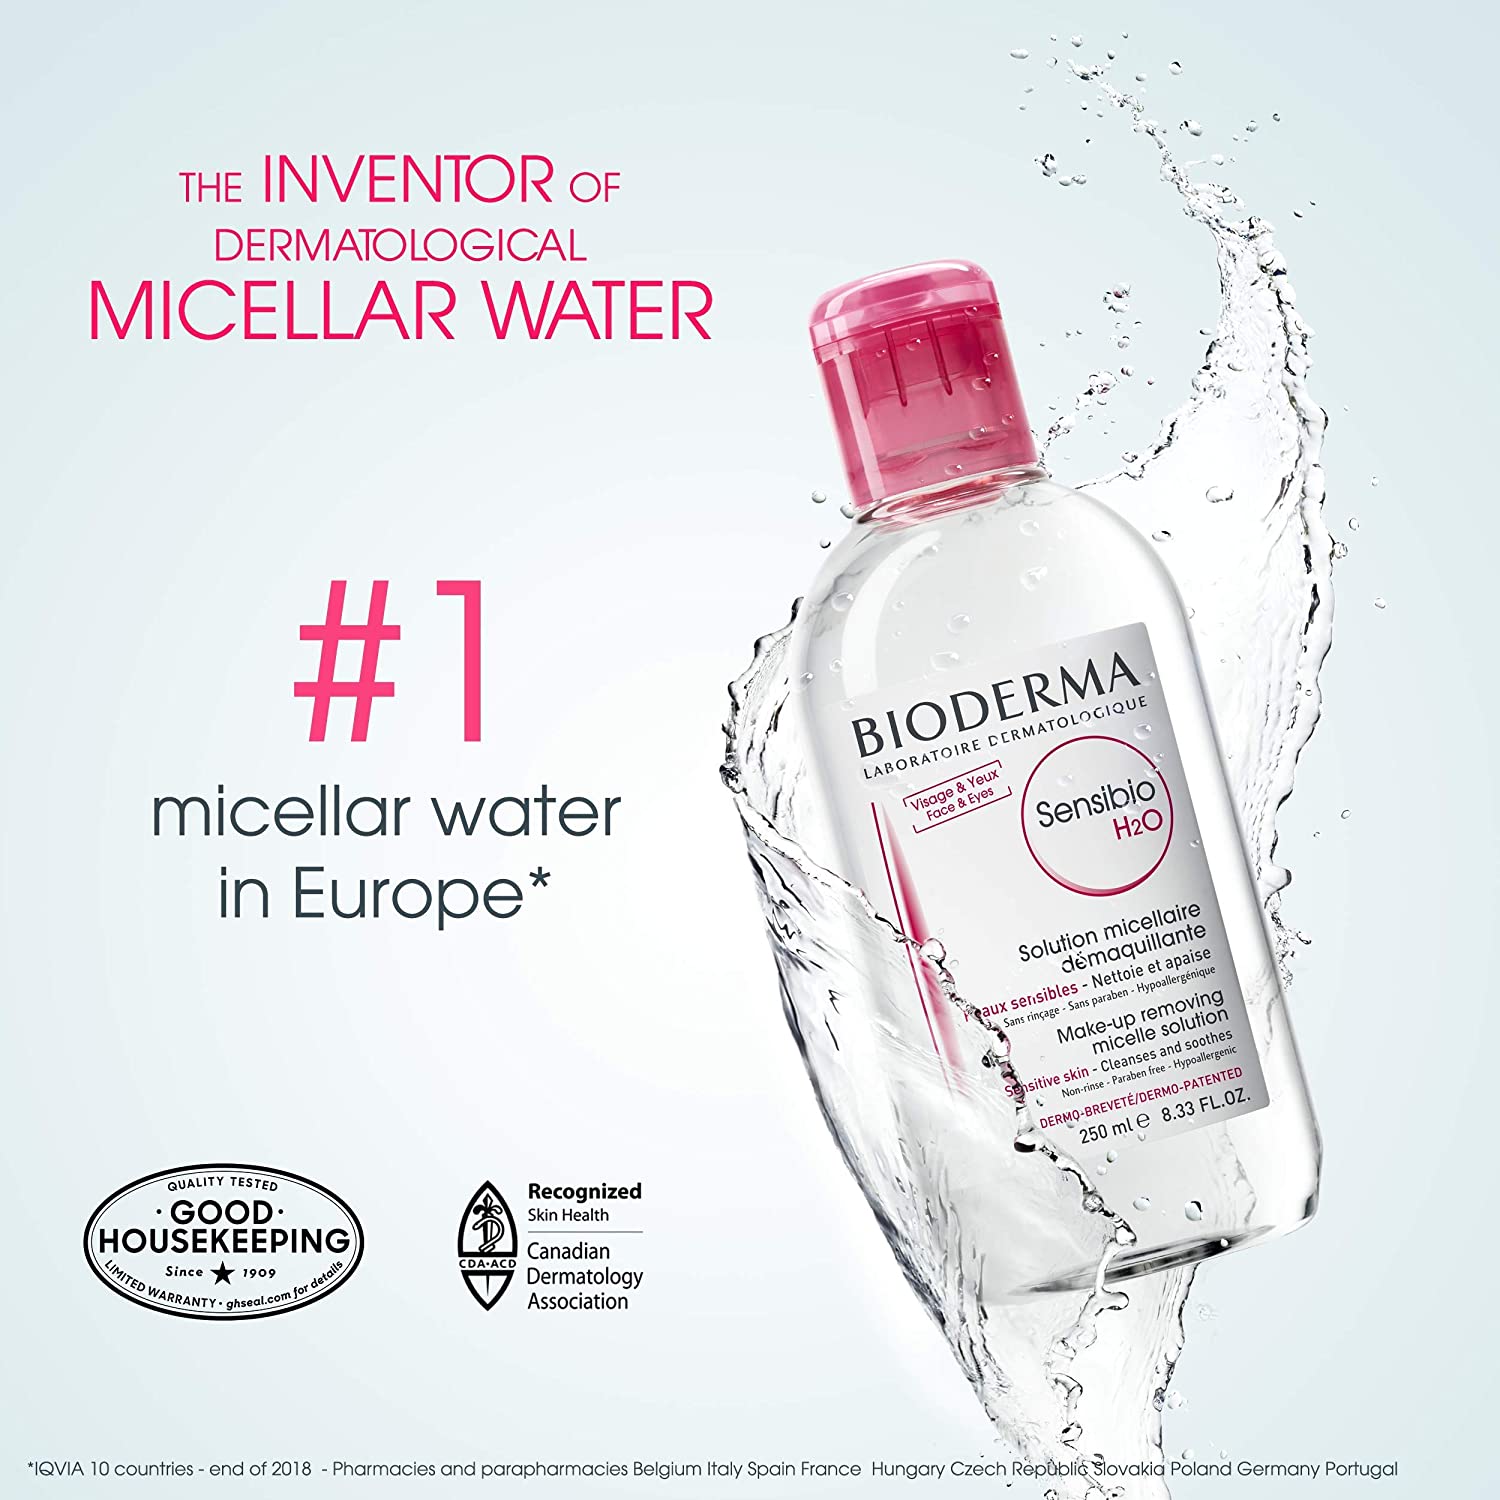 THE INVENTOR OF
DERMATOLOGICAL
MICELLAR WATER
#1
micellar water
in Europe*
BIODERMA
LABORATOIRE DERMATOLOGIQUE
Visage & Yeux
Face & Eyes
Sensibio
H2O
Solution micellaire
démaquillante
Peaux sensibles - Nettoie et apaise
Sans rinçage - Sans paraben - Hypoallergénique
Make-up removing
micelle solution
Sensitive skin - Cleanses and soothes
Non-rinse - Paraben free - Hypoallergenic
DERMO-BREVETÉ/DERMO-PATENTED
250 ml e 8.33 FL.OZ.
QUALITY TESTED
·GOOD·
HOUSEKEEPING
Since ★ 1909
LIMITED WARRANTY · ghseal.com for details
CDA•ACD
Recognized
Skin Health
Canadian
Dermatology
Association
*IQVIA 10 countries - end of 2018 - Pharmacies and parapharmacies Belgium Italy Spain France Hungary Czech Republic Slovakia Poland Germany Portugal